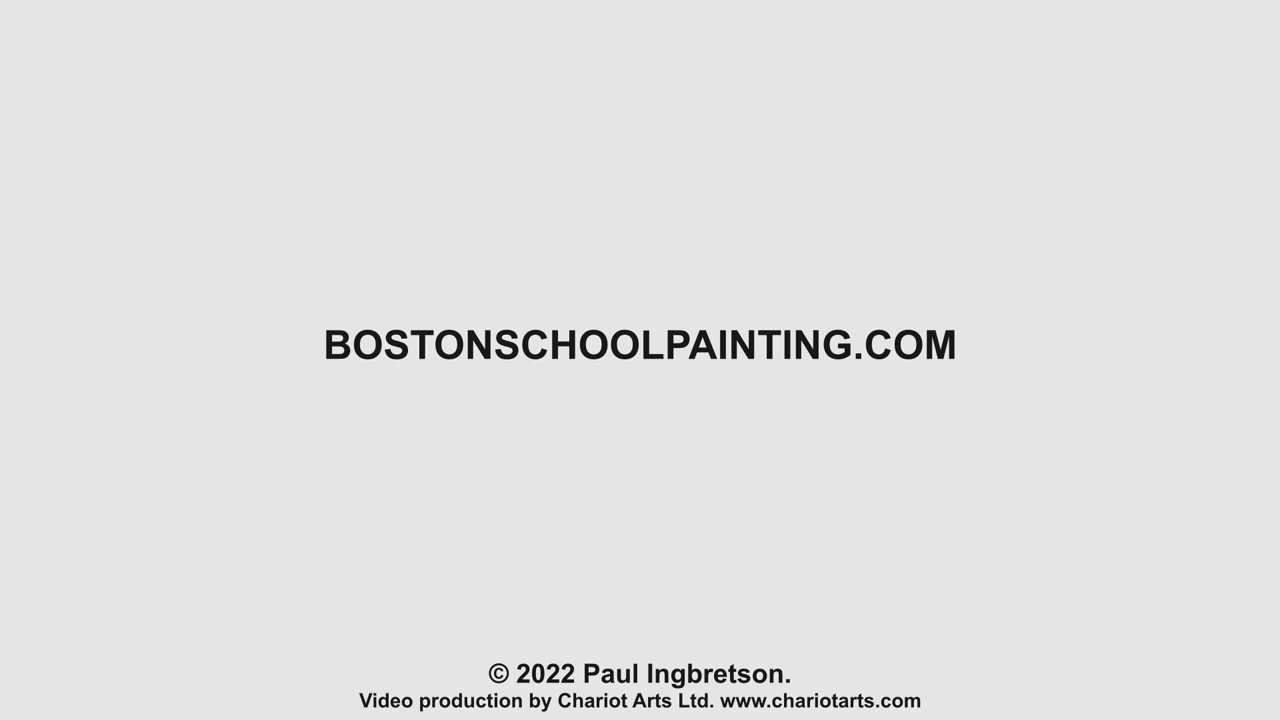 BOSTONSCHOOLPAINTING.COM
© 2022 Paul Ingbretson.
Video production by Chariot Arts Ltd. www.chariotarts.com